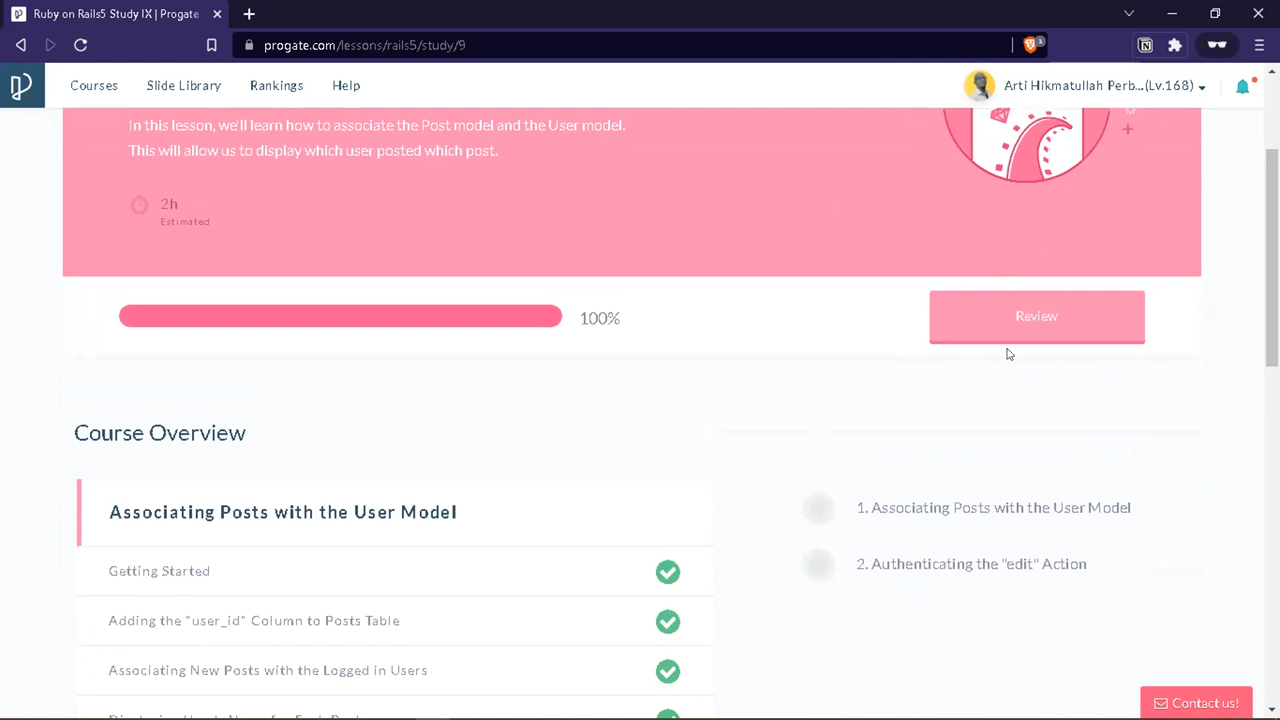 Ruby on Rails5 Study IX | Progate
progate.com/lessons/rails5/study/9
3
Courses
Slide Library
Rankings
Help
Arti Hikmatullah Perb...(Lv.168)
In this lesson, we'll learn how to associate the Post model and the User model.
This will allow us to display which user posted which post.
2h
Estimated
100%
Review
Course Overview
Associating Posts with the User Model
Getting Started
Adding the "user_id" Column to Posts Table
Associating New Posts with the Logged in Users
1. Associating Posts with the User Model
2. Authenticating the "edit" Action
Contact us!